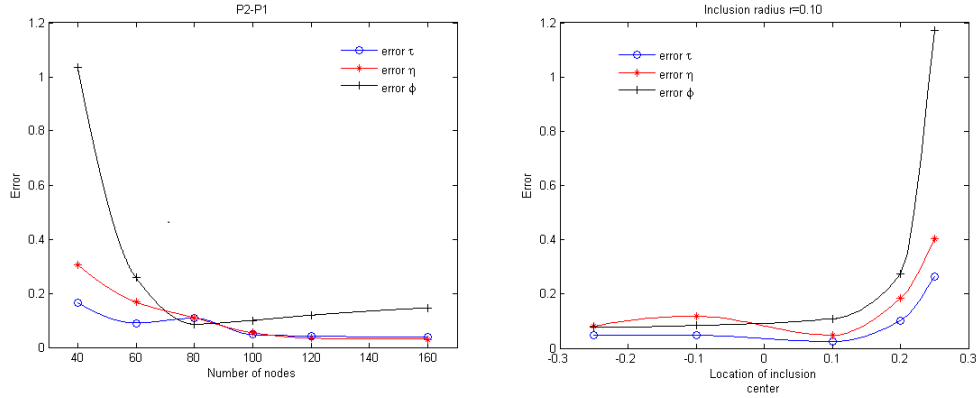 P2-P1
1.2
1
0.8
0.6
0.4
0.2
0
Error
error τ
error η
error ϕ
40 60 80 100 120 140 160
Number of nodes
Inclusion radius r=0.10
1.2
1
0.8
0.6
0.4
0.2
0
Error
error τ
error η
error ϕ
-0.3 -0.2 -0.1 0 0.1 0.2 0.3
Location of inclusion
center